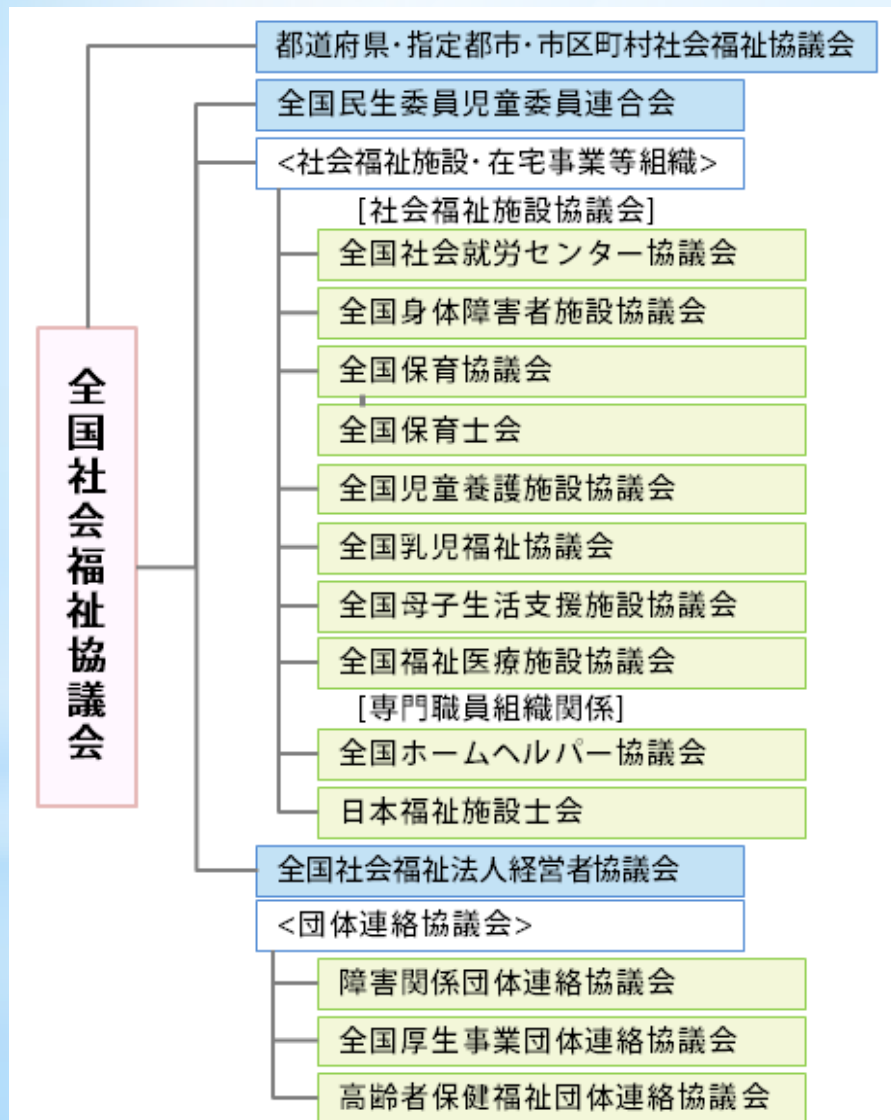 都道府県・指定都市・市区町村社会福祉協議会
全国民生委員児童委員連合会
<社会福祉施設・在宅事業等組織>
[社会福祉施設協議会]
全国社会就労センター協議会
全国身体障害者施設協議会
全国保育協議会
全国保育士会
全国児童養護施設協議会
全国乳児福祉協議会
全国母子生活支援施設協議会
全国福祉医療施設協議会
[専門職員組織関係]
全国ホームヘルパー協議会
日本福祉施設士会
全国社会福祉法人経営者協議会
<団体連絡協議会>
障害関係団体連絡協議会
全国厚生事業団体連絡協議会
高齢者保健福祉団体連絡協議会
全国社会福祉協議会